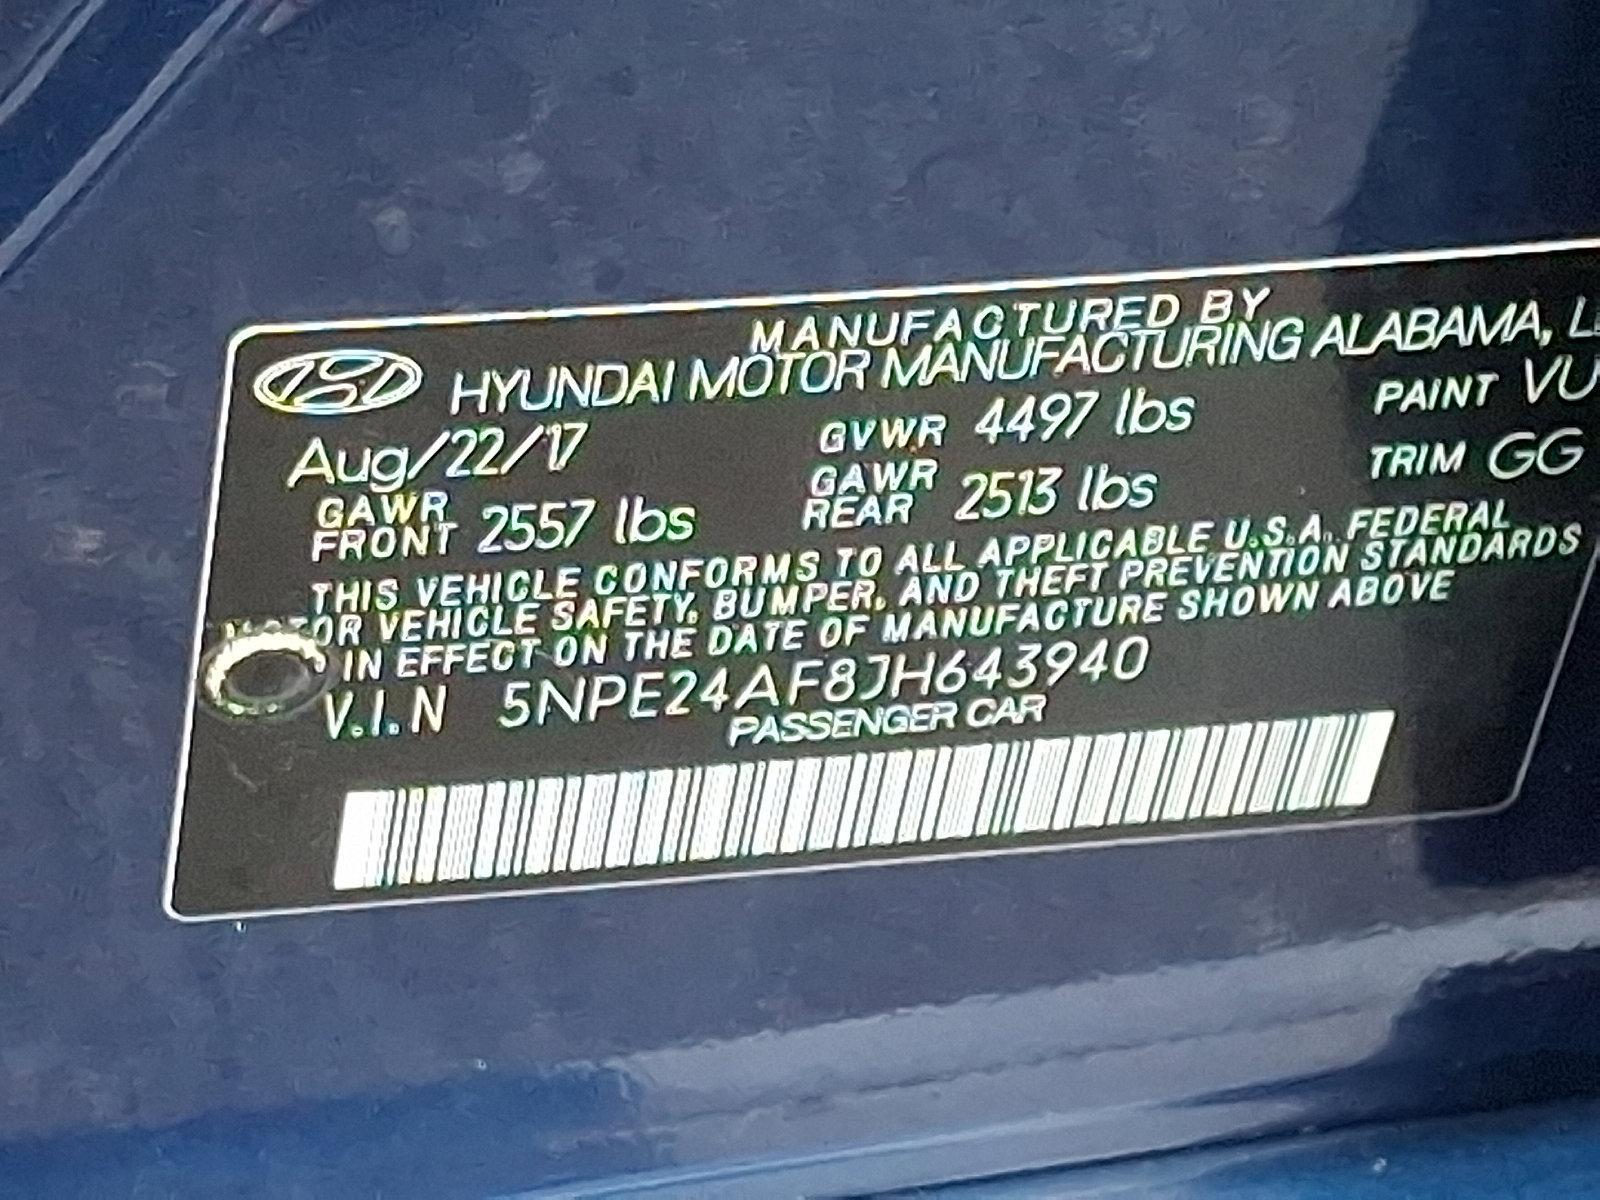 MANUFACTURED BY
HYUNDAI MOTOR MANUFACTURING ALABAMA,
Aug/22/17 GVWR 4497 lbs PAINT VU
GAWR FRONT 2557 lbs GAWR REAR 2513 lbs TRIM GG
THIS VEHICLE CONFORMS TO ALL APPLICABLE U.S.A. FEDERAL
MOTOR VEHICLE SAFETY, BUMPER, AND THEFT PREVENTION STANDARDS
IN EFFECT ON THE DATE OF MANUFACTURE SHOWN ABOVE
V.I.N 5NPE24AF8JH643940
PASSENGER CAR